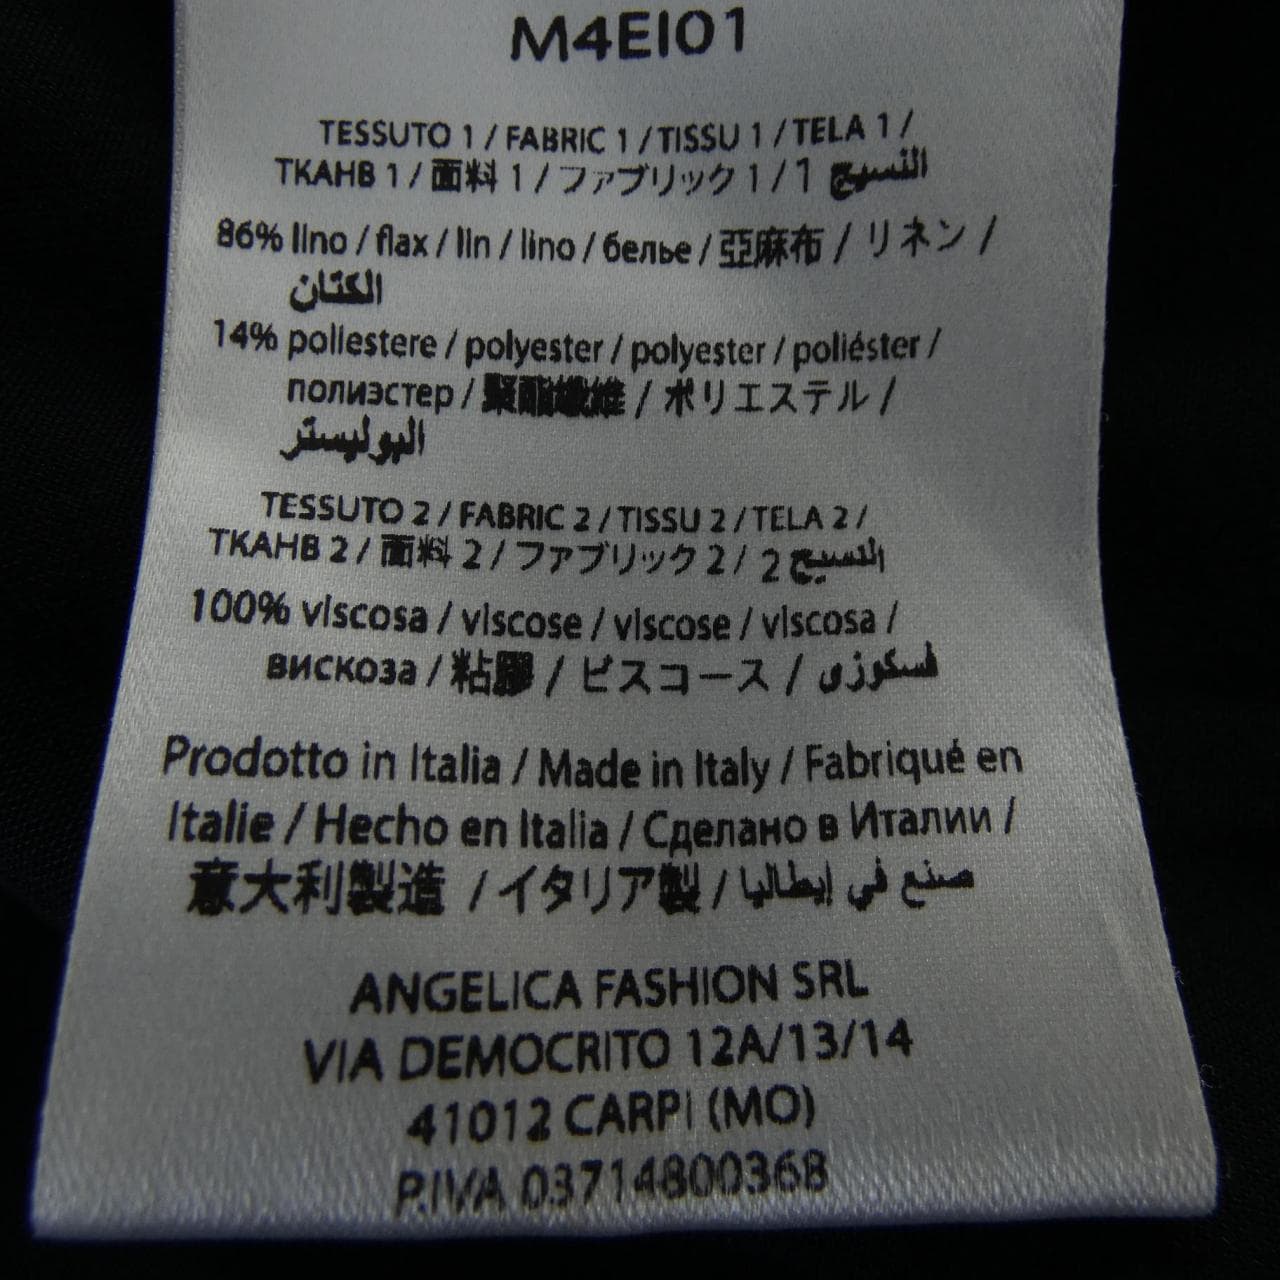 M4EI01
TESSUTO 1 / FABRIC 1 / TISSU 1 / TELA 1 /
ТКАНВ 1 / 面料 1 / ファブリック 1 / 1 النسيج
86% lino / flax / lin / lino / белье / 亞麻布 / リネン /
الكتان
14% poliestere / polyester / polyester / poliéster /
полиэстер / 聚酯纖維 / ポリエステル /
البوليستر
TESSUTO 2 / FABRIC 2 / TISSU 2 / TELA 2 /
ТКАНВ 2 / 面料 2 / ファブリック 2 / 2 النسيج
100% viscosa / viscose / viscose / viscosa /
вискоза / 粘膠 / ビスコース / فسكوزى
Prodotto in Italia / Made in Italy / Fabriqué en
Italie / Hecho en Italia / Сделано в Италии /
意大利製造 / イタリア製 / صنع في إيطاليا
ANGELICA FASHION SRL
VIA DEMOCRITO 12A/13/14
41012 CARPI (MO)
P.IVA 03714800368